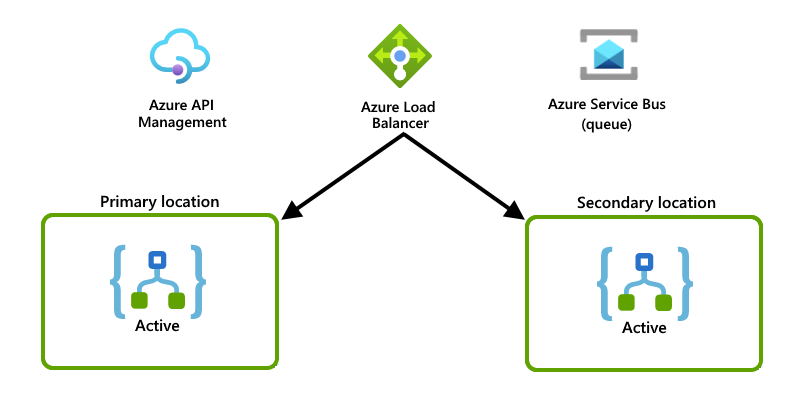 Azure API
Management
Azure Load
Balancer
Azure Service Bus
(queue)
Primary location
Secondary location
Active
Active